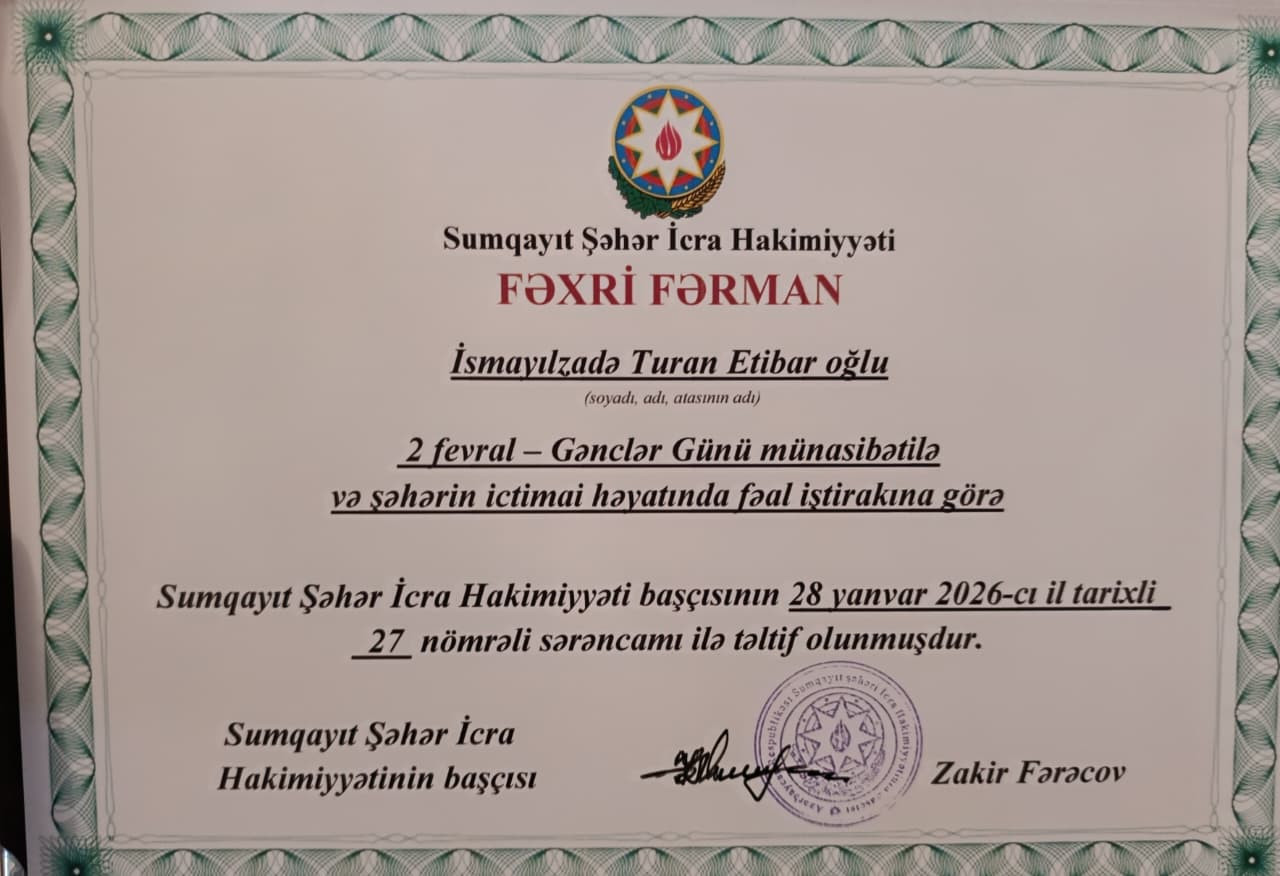 Sumqayıt Şəhər İcra Hakimiyyəti
FƏXRİ FƏRMAN
İsmayılzadə Turan Etibar oğlu
(soyadı, adı, atasının adı)
2 fevral – Gənclər Günü münasibətilə
və şəhərin ictimai həyatında fəal iştirakına görə
Sumqayıt Şəhər İcra Hakimiyyəti başçısının 28 yanvar 2026-cı il tarixli
27 nömrəli sərəncamı ilə təltif olunmuşdur.
Sumqayıt Şəhər İcra
Hakimiyyətinin başçısı
Zakir Fərəcov